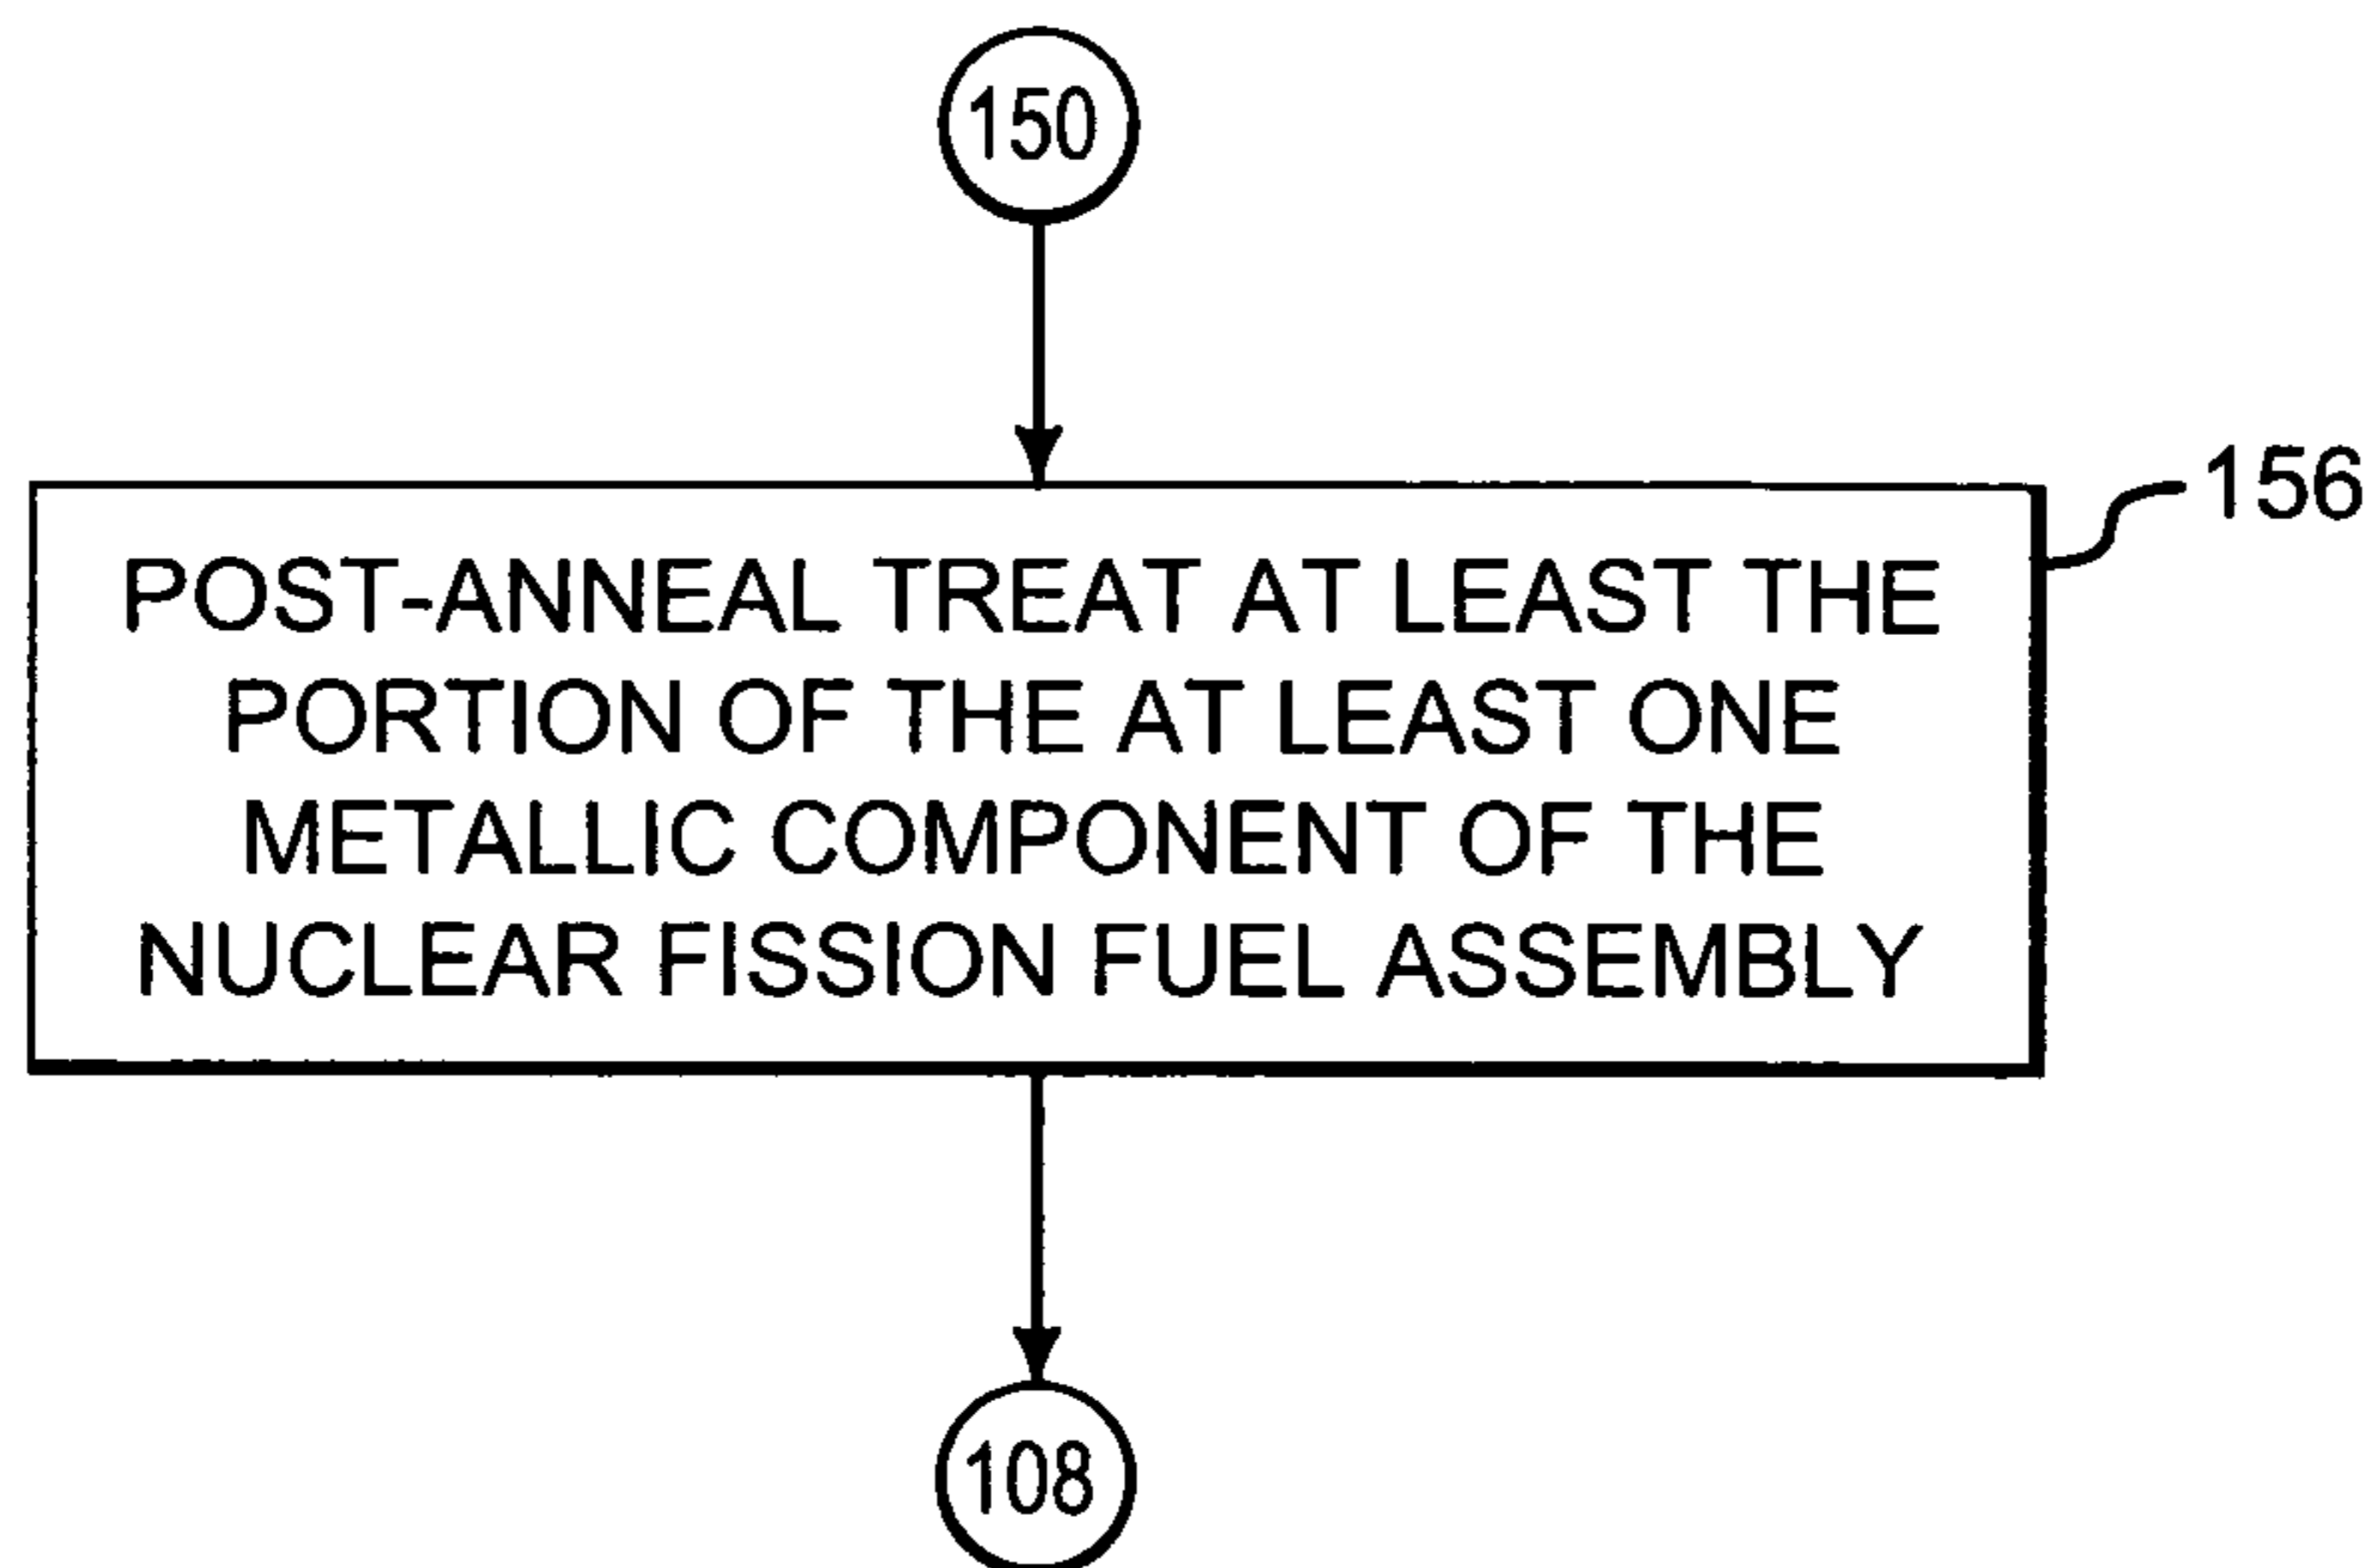 150
156
POST-ANNEAL TREAT AT LEAST THE
PORTION OF THE AT LEAST ONE
METALLIC COMPONENT OF THE
NUCLEAR FISSION FUEL ASSEMBLY
108